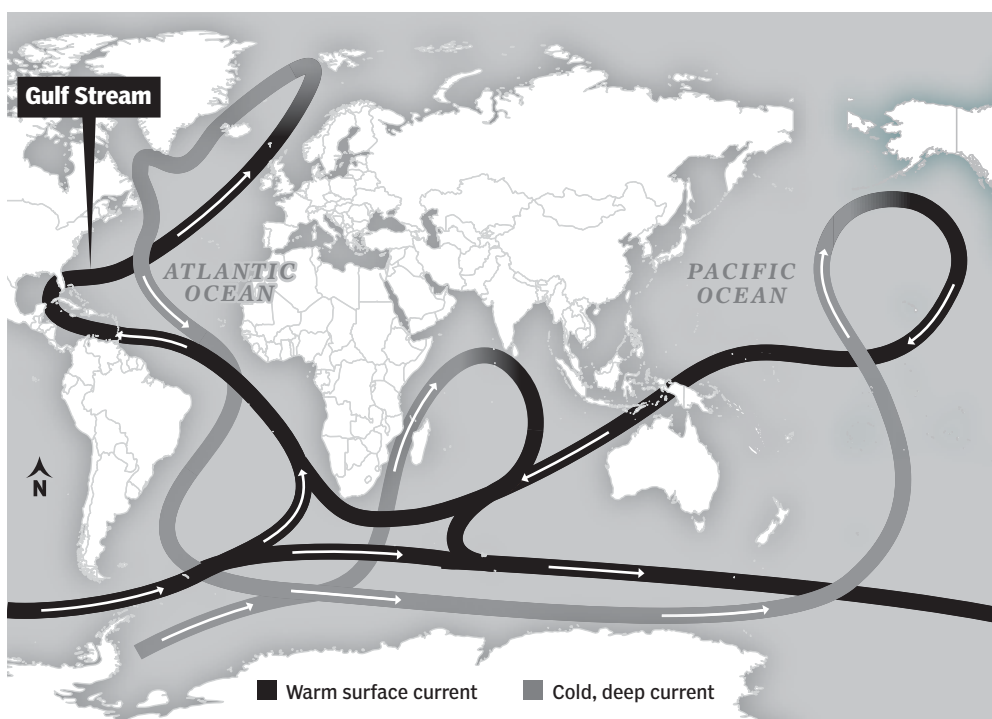 Gulf Stream
ATLANTIC
OCEAN
PACIFIC
OCEAN
N
Warm surface current
Cold, deep current